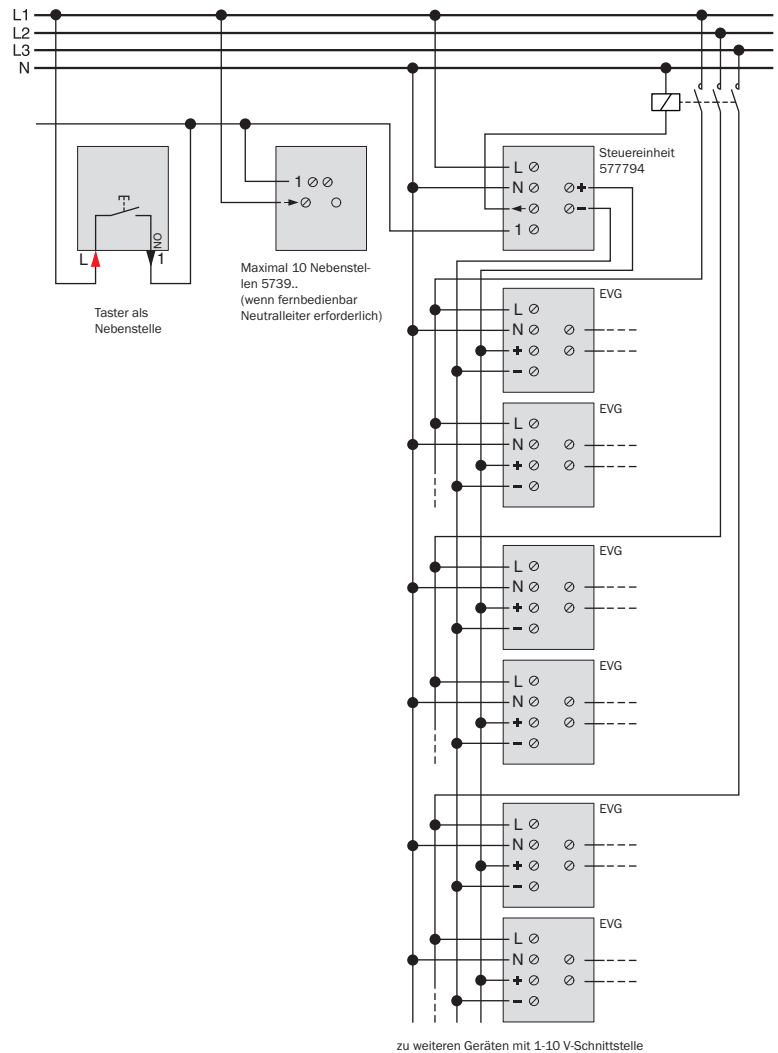 L1
L2
L3
N
Steuereinheit
577794
L
N
+
−
1
1
L
NO
1
Taster als
Nebenstelle
Maximal 10 Nebenstel-
len 5739..
(wenn fernbedienbar
Neutralleiter erforderlich)
EVG
L
N
+
−
EVG
L
N
+
−
EVG
L
N
+
−
EVG
L
N
+
−
EVG
L
N
+
−
EVG
L
N
+
−
zu weiteren Geräten mit 1-10 V-Schnittstelle